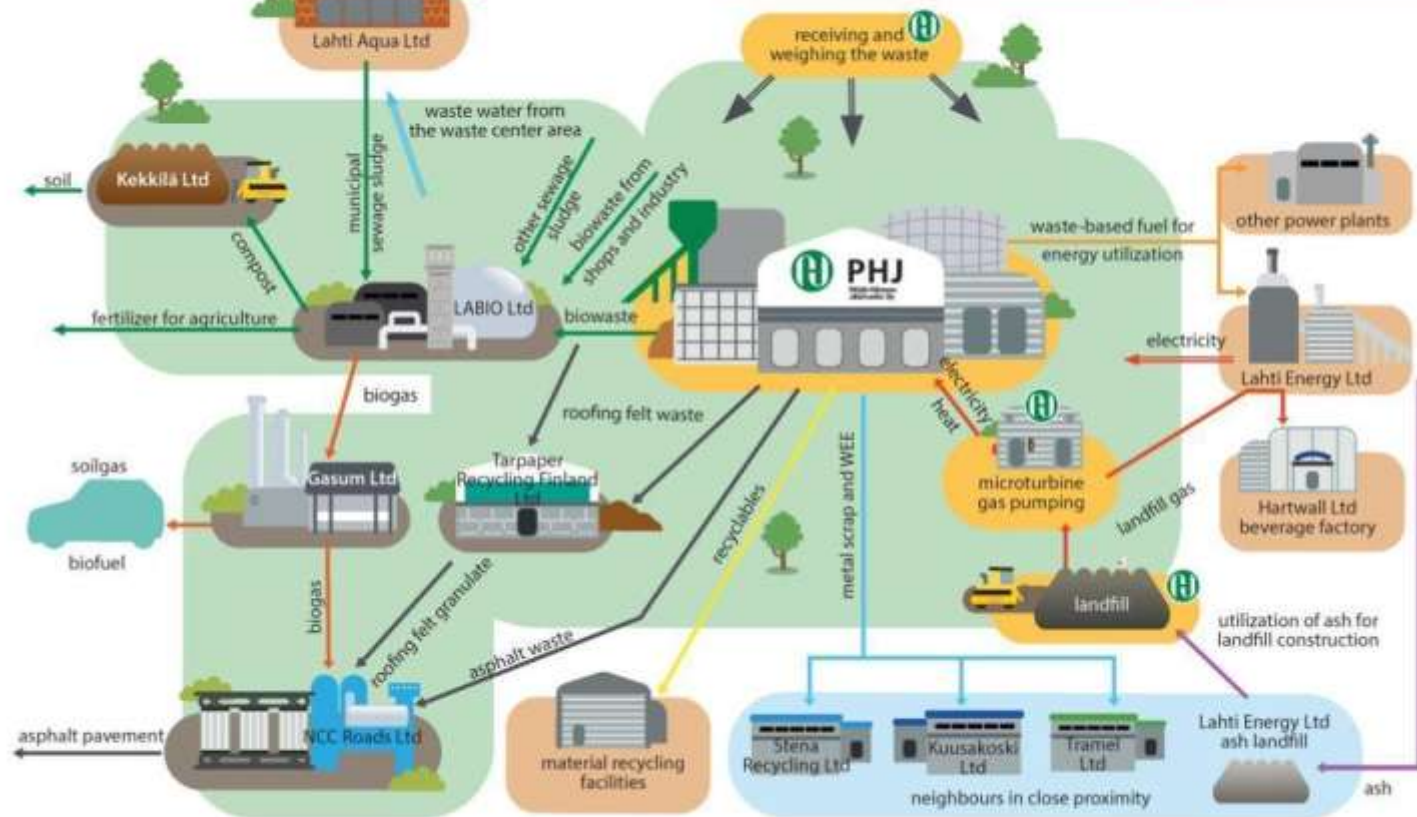 Lahti Aqua Ltd
receiving and
weighing the waste
waste water from
the waste center area
municipal
sewage sludge
other sewage
sludge
biowaste from
shops and industry
Kekkilä Ltd
soil
compost
fertilizer for agriculture
LABIO Ltd
biowaste
PHJ
waste-based fuel for
energy utilization
other power plants
electricity
Lahti Energy Ltd
biogas
roofing felt waste
electricity
heat
microturbine
gas pumping
landfill gas
Hartwall Ltd
beverage factory
soilgas
biofuel
Gasum Ltd
Tarpaper
Recycling Finland
Ltd
recyclables
metal scrap and WEE
landfill
utilization of ash for
landfill construction
biogas
roofing felt granulate
asphalt waste
asphalt pavement
NCC Roads Ltd
material recycling
facilities
Stena
Recycling Ltd
Kuusakoski
Ltd
Tramel
Ltd
Lahti Energy Ltd
ash landfill
neighbours in close proximity
ash